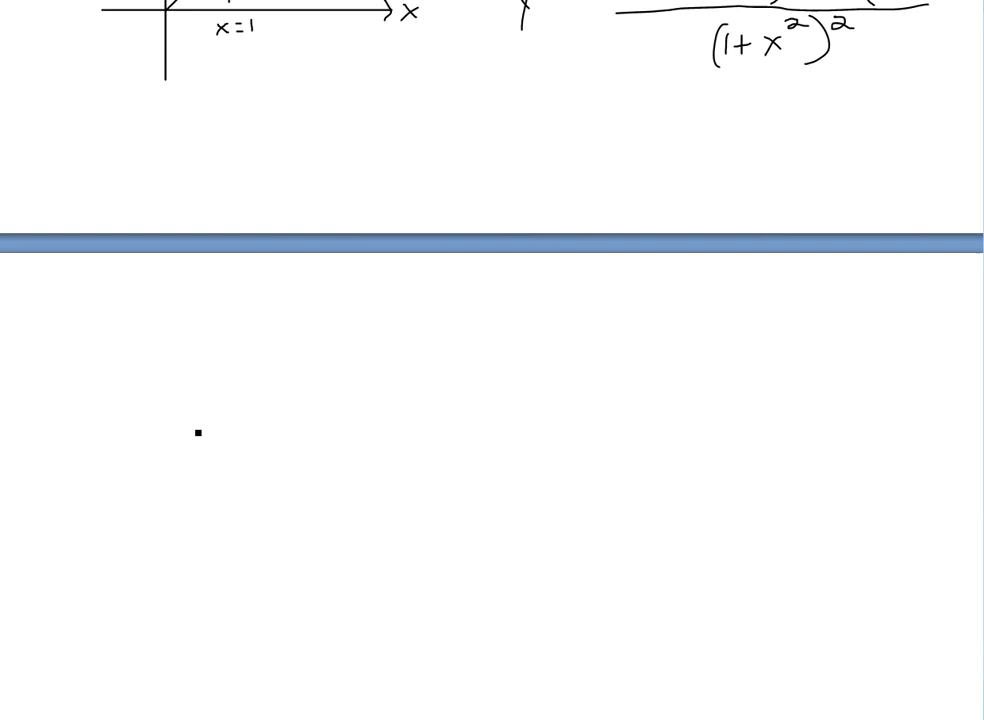 x
x=1
(1+x²)²